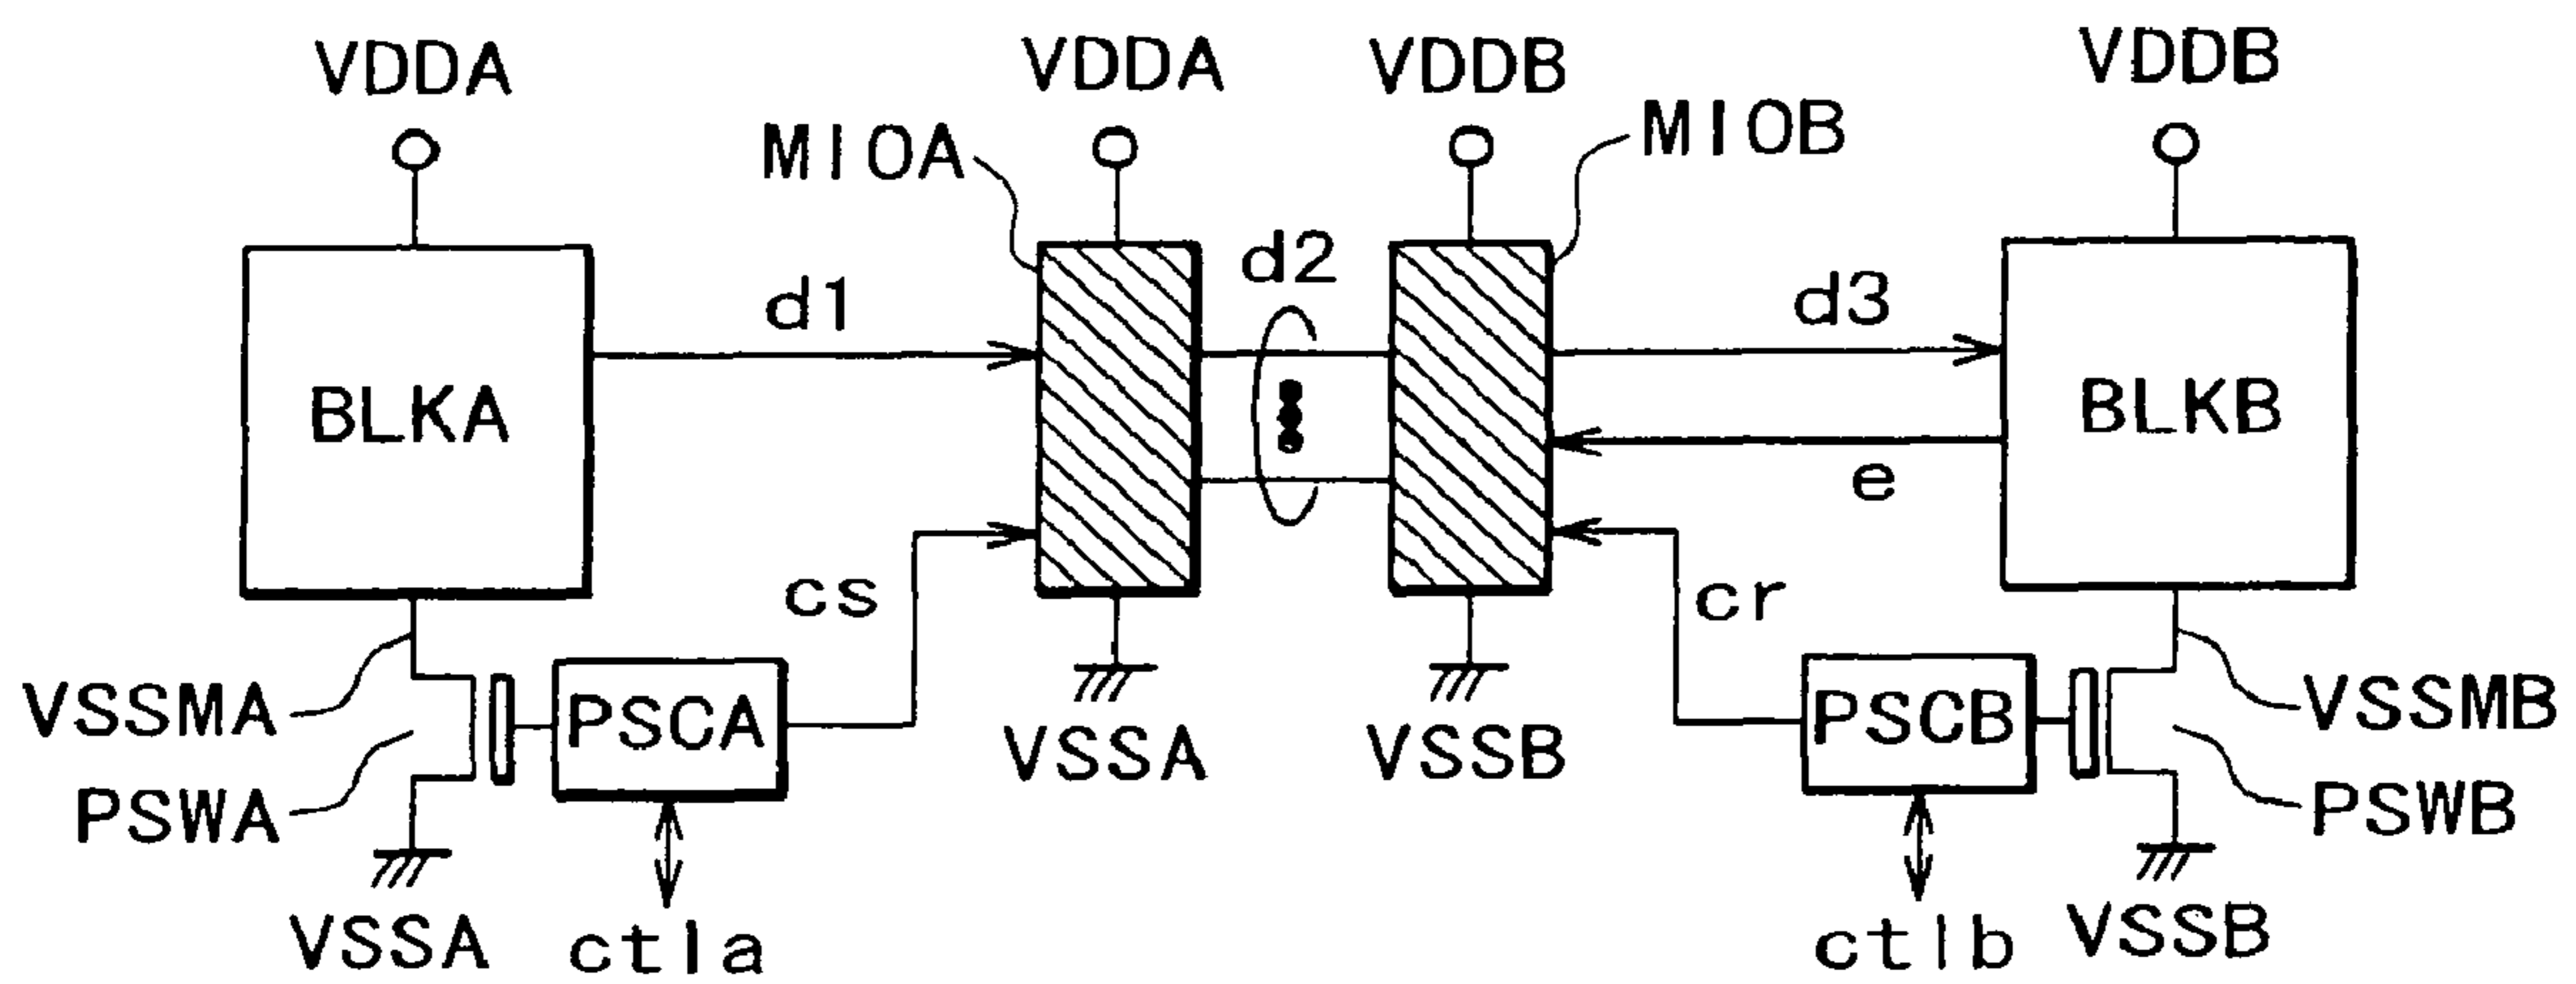 VDDA
VDDA
VDDB
VDDB
MIOA
MIOB
d1
d2
d3
BLKA
BLKB
e
cs
cr
VSSMA
PSCA
VSSA
VSSB
PSCB
VSSMB
PSWA
PSWB
VSSA
ctla
ctlb
VSSB